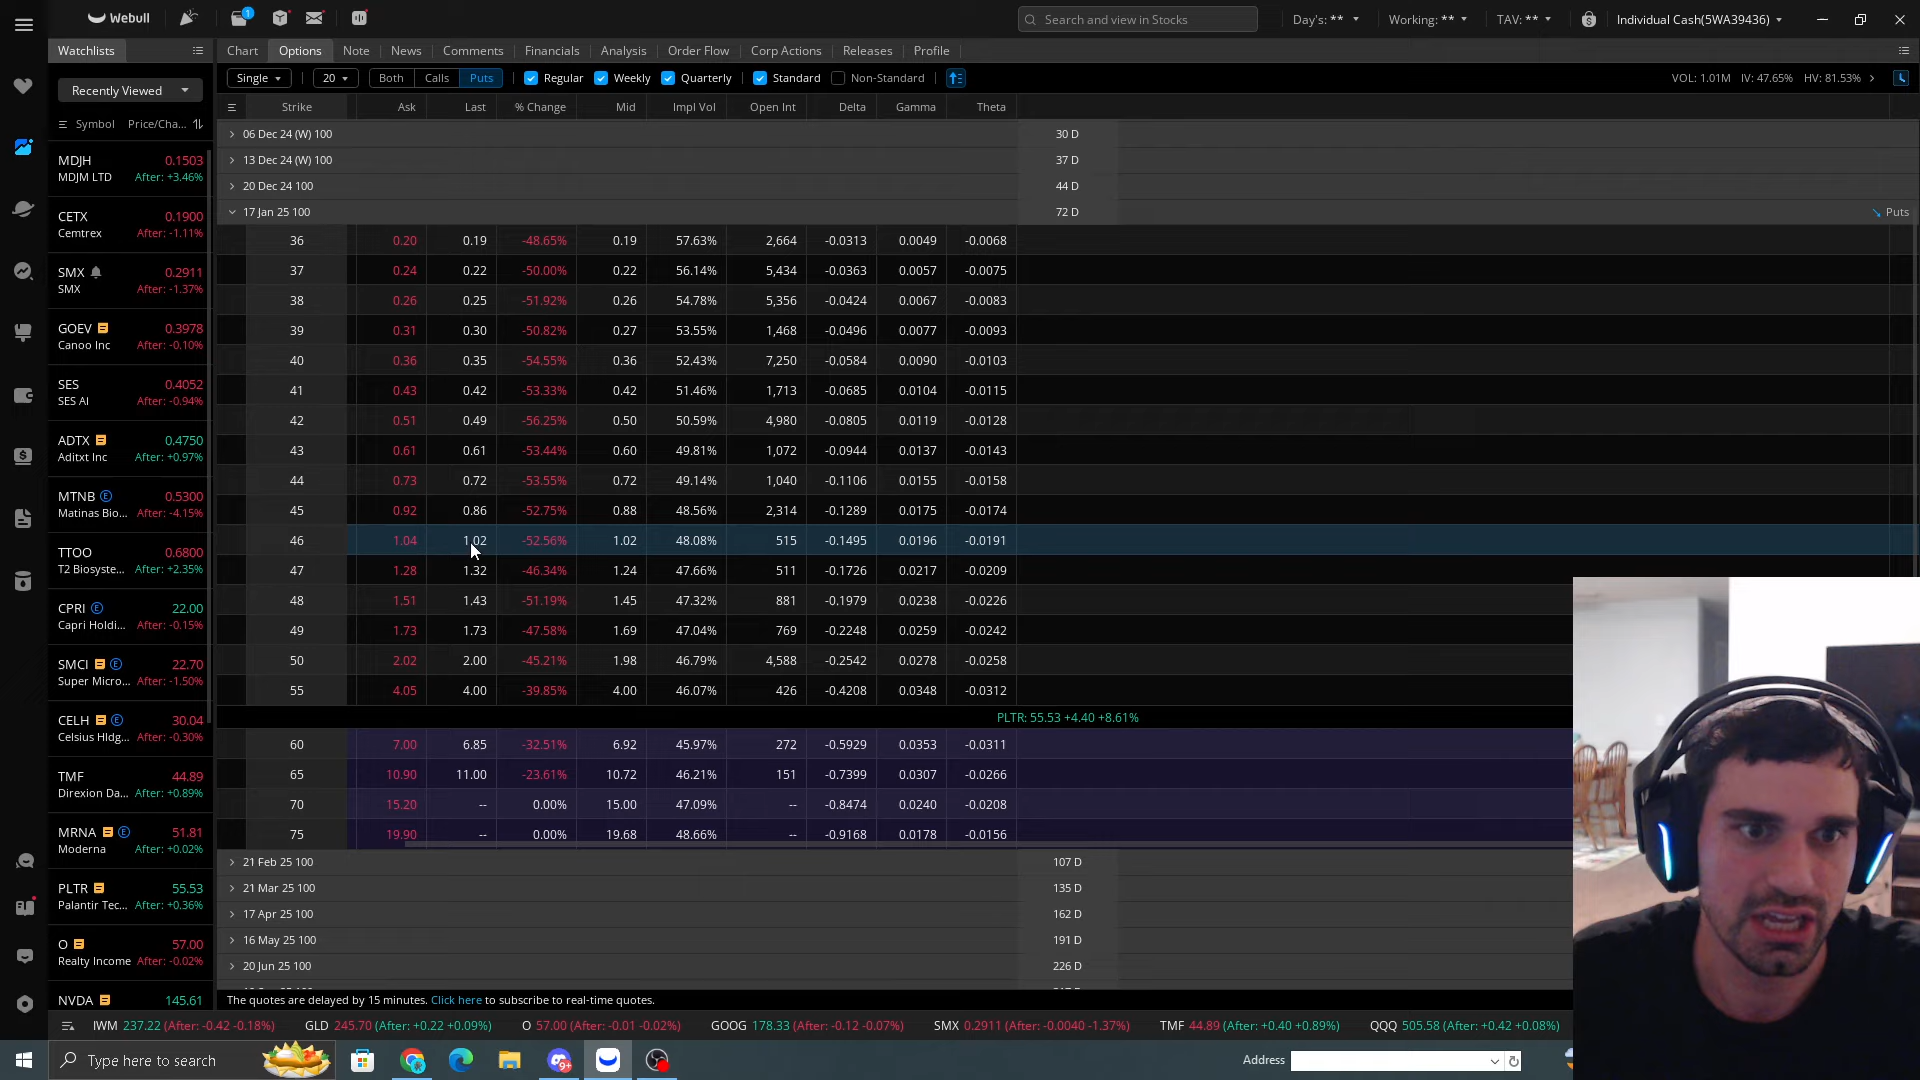 Webull
1
Search and view in Stocks
Day's: **
Working: **
TAV: **
Individual Cash(5WA39436)
Watchlists
Chart Options Note News Comments Financials Analysis Order Flow Corp Actions Releases Profile
Recently Viewed
Single 20 Both Calls Puts Regular Weekly Quarterly Standard Non-Standard
VOL: 1.01M IV: 47.65% HV: 81.53%
Symbol Price/Cha...
Strike Ask Last % Change Mid Impl Vol Open Int Delta Gamma Theta
06 Dec 24 (W) 100 30 D
13 Dec 24 (W) 100 37 D
20 Dec 24 100 44 D
17 Jan 25 100 72 D Puts
36 0.20 0.19 -48.65% 0.19 57.63% 2,664 -0.0313 0.0049 -0.0068
37 0.24 0.22 -50.00% 0.22 56.14% 5,434 -0.0363 0.0057 -0.0075
38 0.26 0.25 -51.92% 0.26 54.78% 5,356 -0.0424 0.0067 -0.0083
39 0.31 0.30 -50.82% 0.27 53.55% 1,468 -0.0496 0.0077 -0.0093
40 0.36 0.35 -54.55% 0.36 52.43% 7,250 -0.0584 0.0090 -0.0103
41 0.43 0.42 -53.33% 0.42 51.46% 1,713 -0.0685 0.0104 -0.0115
42 0.51 0.49 -56.25% 0.50 50.59% 4,980 -0.0805 0.0119 -0.0128
43 0.61 0.61 -53.44% 0.60 49.81% 1,072 -0.0944 0.0137 -0.0143
44 0.73 0.72 -53.55% 0.72 49.14% 1,040 -0.1106 0.0155 -0.0158
45 0.92 0.86 -52.75% 0.88 48.56% 2,314 -0.1289 0.0175 -0.0174
46 1.04 1.02 -52.56% 1.02 48.08% 515 -0.1495 0.0196 -0.0191
47 1.28 1.32 -46.34% 1.24 47.66% 511 -0.1726 0.0217 -0.0209
48 1.51 1.43 -51.19% 1.45 47.32% 881 -0.1979 0.0238 -0.0226
49 1.73 1.73 -47.58% 1.69 47.04% 769 -0.2248 0.0259 -0.0242
50 2.02 2.00 -45.21% 1.98 46.79% 4,588 -0.2542 0.0278 -0.0258
55 4.05 4.00 -39.85% 4.00 46.07% 426 -0.4208 0.0348 -0.0312
PLTR: 55.53 +4.40 +8.61%
60 7.00 6.85 -32.51% 6.92 45.97% 272 -0.5929 0.0353 -0.0311
65 10.90 11.00 -23.61% 10.72 46.21% 151 -0.7399 0.0307 -0.0266
70 15.20 -- 0.00% 15.00 47.09% -- -0.8474 0.0240 -0.0208
75 19.90 -- 0.00% 19.68 48.66% -- -0.9168 0.0178 -0.0156
21 Feb 25 100 107 D
21 Mar 25 100 135 D
17 Apr 25 100 162 D
16 May 25 100 191 D
20 Jun 25 100 226 D
MDJH 0.1503
MDJM LTD After: +3.46%
CETX 0.1900
Cemtrex After: -1.11%
SMX 0.2911
SMX After: -1.37%
GOEV 0.3978
Canoo Inc After: -0.10%
SES 0.4052
SES AI After: -0.94%
ADTX 0.4750
Aditxt Inc After: +0.97%
MTNB E 0.5300
Matinas Bio... After: -4.15%
TTOO 0.6800
T2 Biosyste... After: +2.35%
CPRI E 22.00
Capri Holdi... After: -0.15%
SMCI E 22.70
Super Micro... After: -1.50%
CELH E 30.04
Celsius Hldg... After: -0.30%
TMF 44.89
Direxion Da... After: +0.89%
MRNA E 51.81
Moderna After: +0.02%
PLTR 55.53
Palantir Tec... After: +0.36%
O 57.00
Realty Income After: -0.02%
NVDA 145.61
The quotes are delayed by 15 minutes. Click here to subscribe to real-time quotes.
IWM 237.22 (After: -0.42 -0.18%) GLD 245.70 (After: +0.22 +0.09%) O 57.00 (After: -0.01 -0.02%) GOOG 178.33 (After: -0.12 -0.07%) SMX 0.2911 (After: -0.0040 -1.37%) TMF 44.89 (After: +0.40 +0.89%) QQQ 505.58 (After: +0.42 +0.08%)
Type here to search
9+
Address